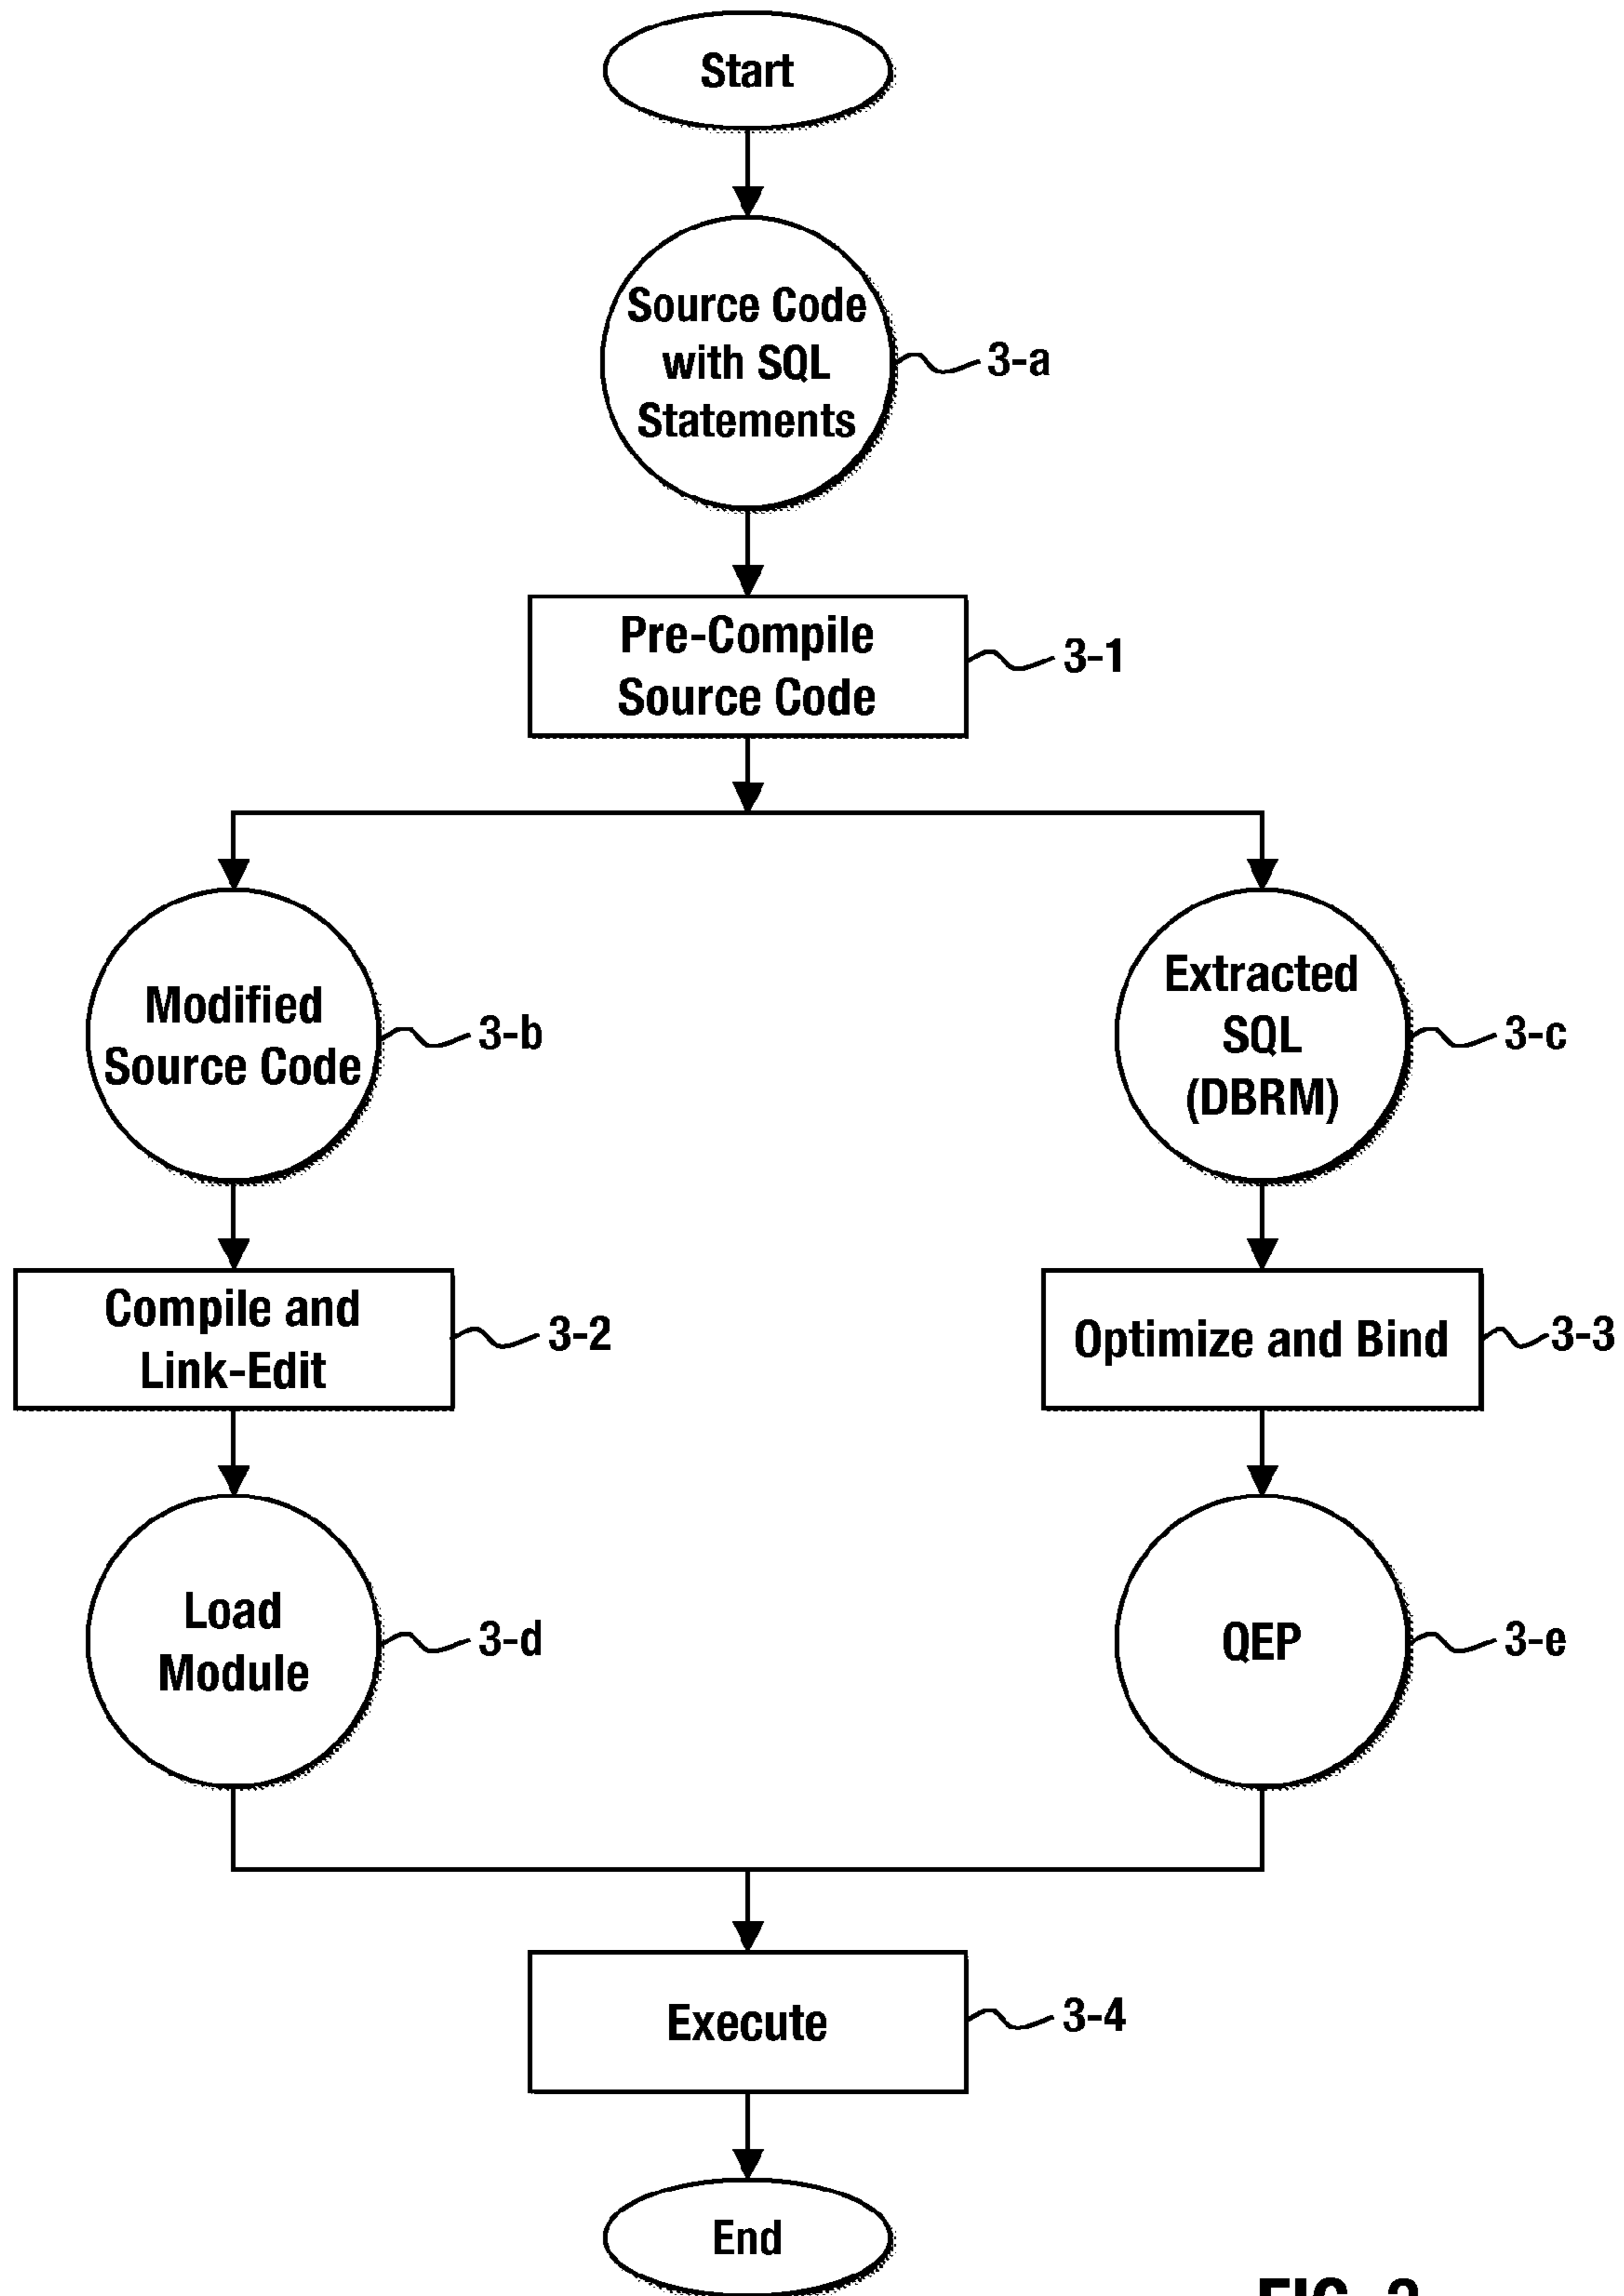 Start
Source Code
with SQL
Statements
3-a
Pre-Compile
Source Code
3-1
Modified
Source Code
3-b
Extracted
SQL
(DBRM)
3-c
Compile and
Link-Edit
3-2
Optimize and Bind
3-3
Load
Module
3-d
QEP
3-e
Execute
3-4
End